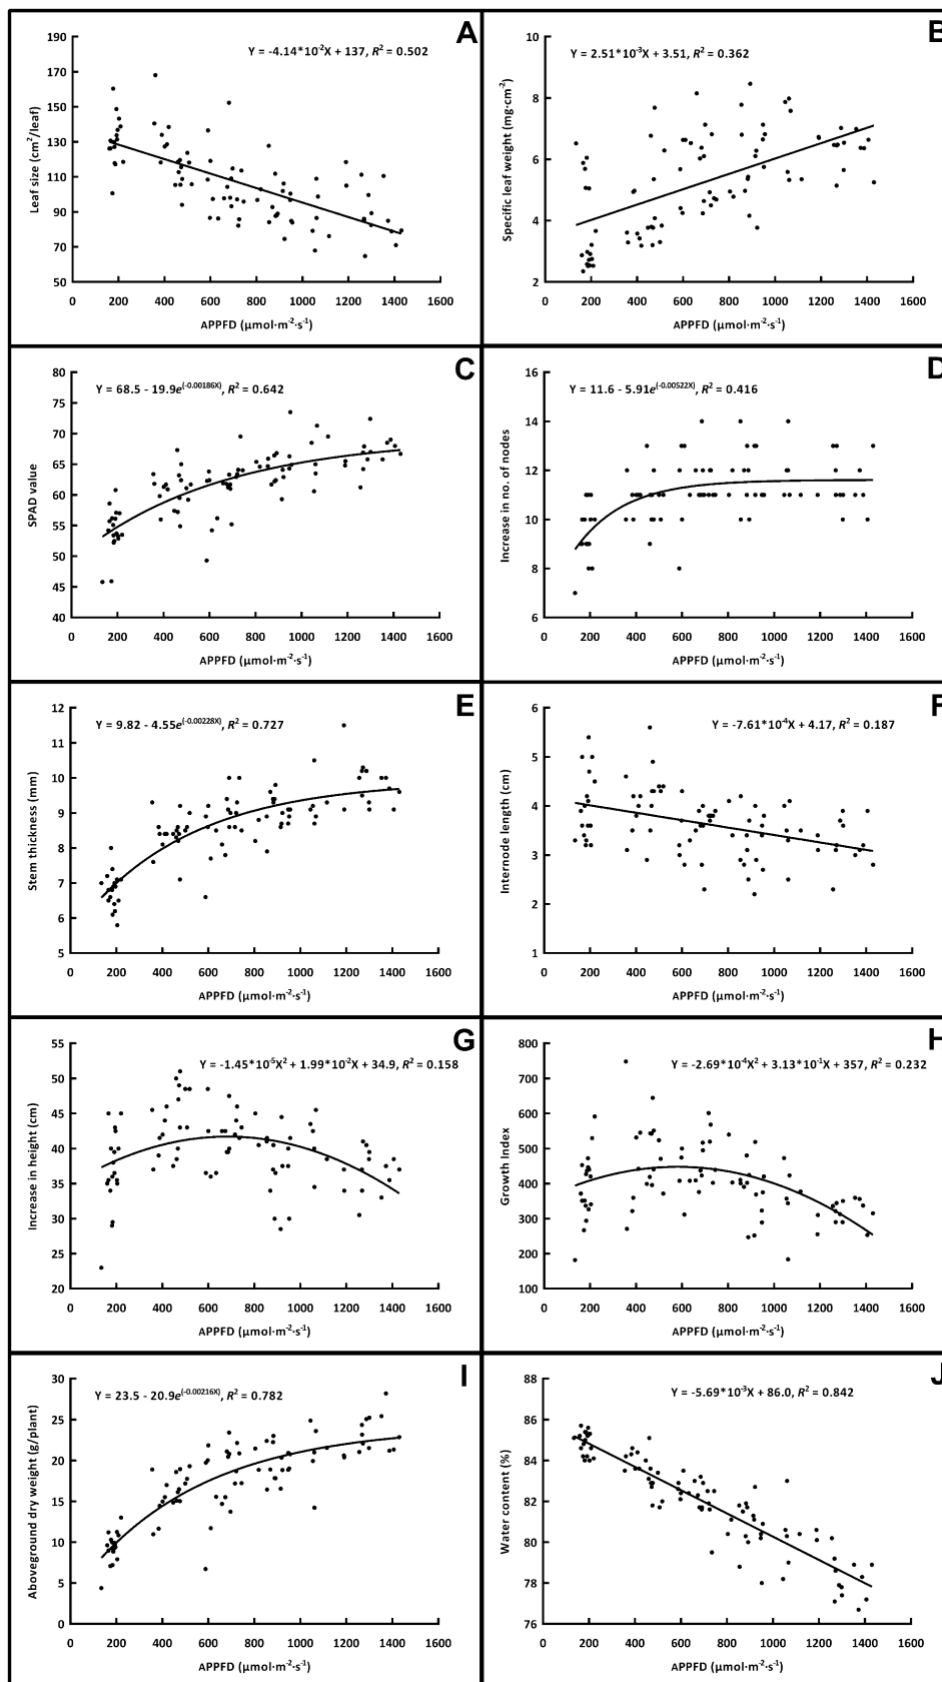 A
Y = -4.14*10⁻²X + 137, R² = 0.502
Leaf size (cm²/leaf)
190
170
150
130
110
90
70
50
0 200 400 600 800 1000 1200 1400 1600
APPFD (µmol·m⁻²·s⁻¹)
B
Y = 2.51*10⁻³X + 3.51, R² = 0.362
Specific leaf weight (mg·cm⁻²)
10
8
6
4
2
0 200 400 600 800 1000 1200 1400 1600
APPFD (µmol·m⁻²·s⁻¹)
C
Y = 68.5 - 19.9e^(-0.00186X), R² = 0.642
SPAD value
80
75
70
65
60
55
50
45
40
0 200 400 600 800 1000 1200 1400 1600
APPFD (µmol·m⁻²·s⁻¹)
D
Y = 11.6 - 5.91e^(-0.00522X), R² = 0.416
Increase in no. of nodes
16
14
12
10
8
6
0 200 400 600 800 1000 1200 1400 1600
APPFD (µmol·m⁻²·s⁻¹)
E
Y = 9.82 - 4.55e^(-0.00228X), R² = 0.727
Stem thickness (mm)
12
11
10
9
8
7
6
5
0 200 400 600 800 1000 1200 1400 1600
APPFD (µmol·m⁻²·s⁻¹)
F
Y = -7.61*10⁻⁴X + 4.17, R² = 0.187
Internode length (cm)
6
5
4
3
2
1
0 200 400 600 800 1000 1200 1400 1600
APPFD (µmol·m⁻²·s⁻¹)
G
Y = -1.45*10⁻⁵X² + 1.99*10⁻²X + 34.9, R² = 0.158
Increase in height (cm)
55
50
45
40
35
30
25
20
0 200 400 600 800 1000 1200 1400 1600
APPFD (µmol·m⁻²·s⁻¹)
H
Y = -2.69*10⁻⁴X² + 3.13*10⁻¹X + 357, R² = 0.232
Growth Index
800
700
600
500
400
300
200
100
0 200 400 600 800 1000 1200 1400 1600
APPFD (µmol·m⁻²·s⁻¹)
I
Y = 23.5 - 20.9e^(-0.00216X), R² = 0.782
Aboveground dry weight (g/plant)
30
25
20
15
10
5
0
0 200 400 600 800 1000 1200 1400 1600
APPFD (µmol·m⁻²·s⁻¹)
J
Y = -5.69*10⁻³X + 86.0, R² = 0.842
Water content (%)
88
86
84
82
80
78
76
0 200 400 600 800 1000 1200 1400 1600
APPFD (µmol·m⁻²·s⁻¹)